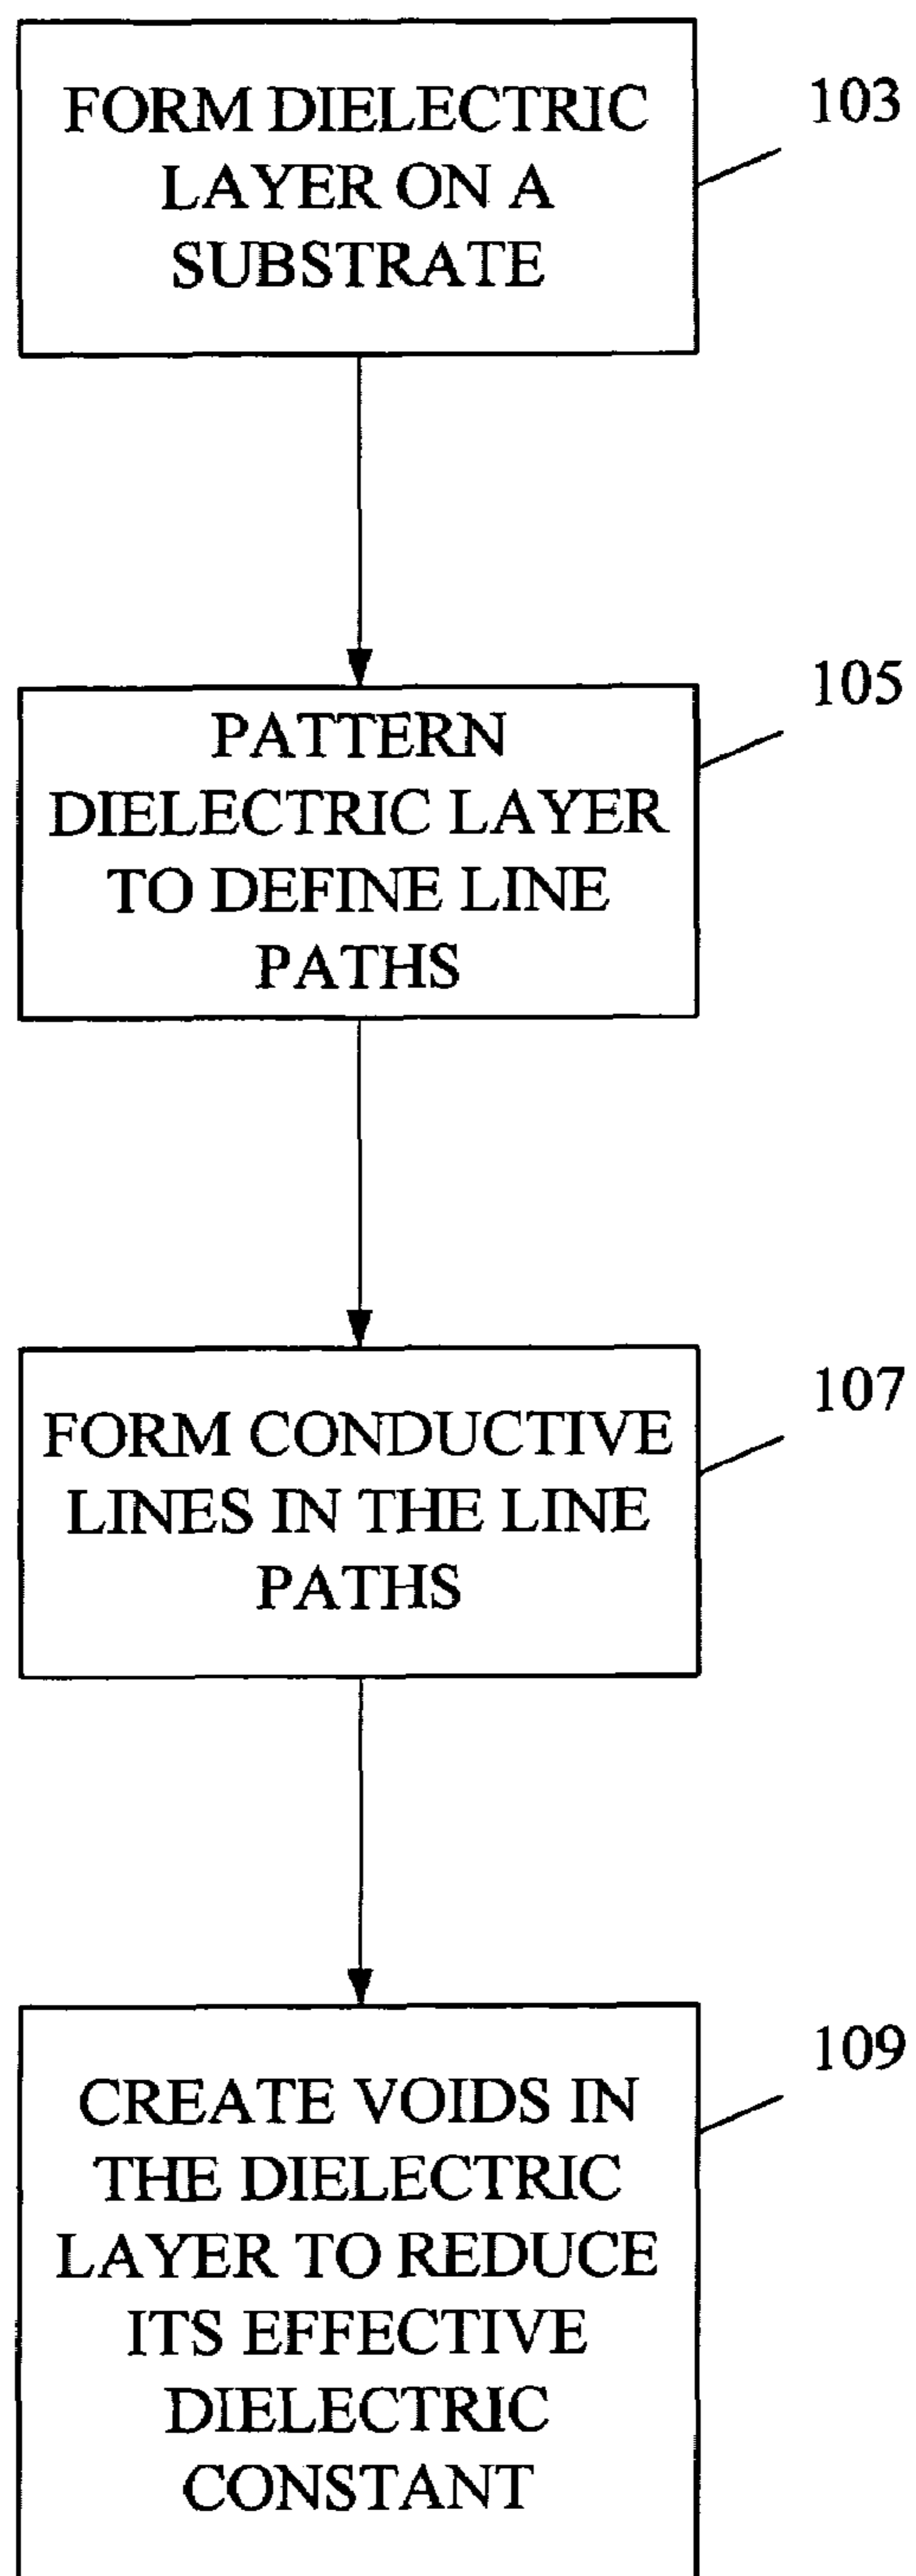 FORM DIELECTRIC
LAYER ON A
SUBSTRATE
103
PATTERN
DIELECTRIC LAYER
TO DEFINE LINE
PATHS
105
FORM CONDUCTIVE
LINES IN THE LINE
PATHS
107
CREATE VOIDS IN
THE DIELECTRIC
LAYER TO REDUCE
ITS EFFECTIVE
DIELECTRIC
CONSTANT
109